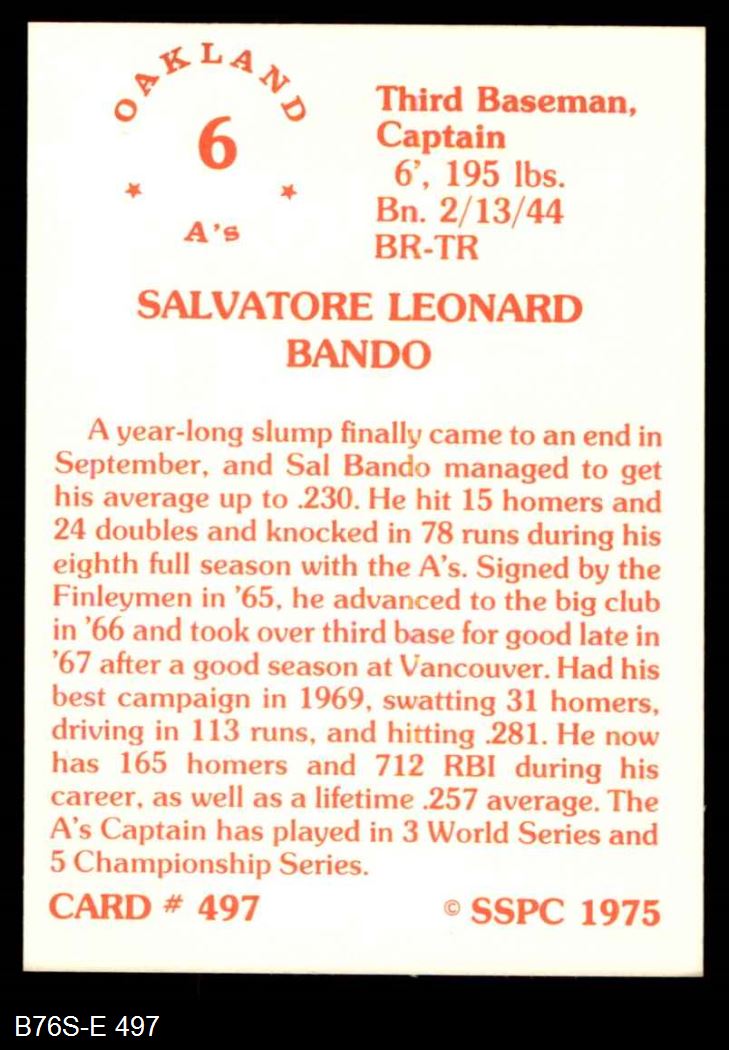 OAKLAND
6
A's
Third Baseman,
Captain
6', 195 lbs.
Bn. 2/13/44
BR-TR
SALVATORE LEONARD
BANDO
A year-long slump finally came to an end in
September, and Sal Bando managed to get
his average up to .230. He hit 15 homers and
24 doubles and knocked in 78 runs during his
eighth full season with the A's. Signed by the
Finleymen in '65, he advanced to the big club
in '66 and took over third base for good late in
'67 after a good season at Vancouver. Had his
best campaign in 1969, swatting 31 homers,
driving in 113 runs, and hitting .281. He now
has 165 homers and 712 RBI during his
career, as well as a lifetime .257 average. The
A's Captain has played in 3 World Series and
5 Championship Series.
CARD # 497 © SSPC 1975
B76S-E 497